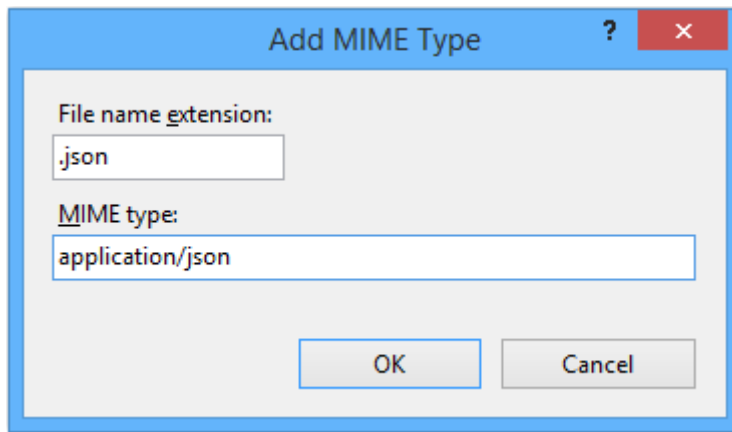 Add MIME Type
?
×
File name extension:
.json
MIME type:
application/json
OK
Cancel